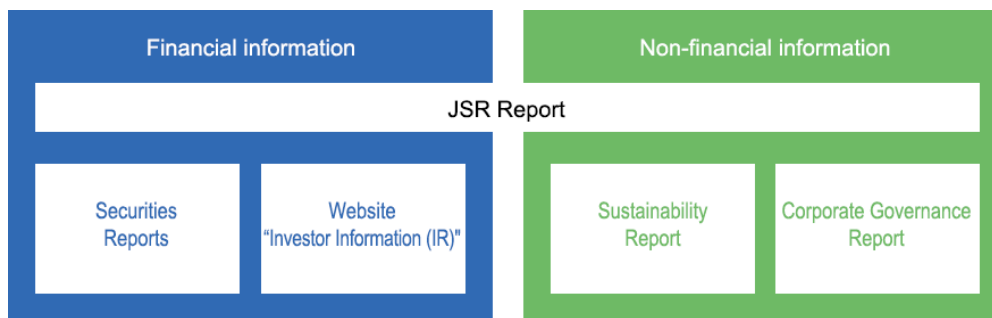 Financial information
Non-financial information
JSR Report
Securities
Reports
Website
“Investor Information (IR)"
Sustainability
Report
Corporate Governance
Report